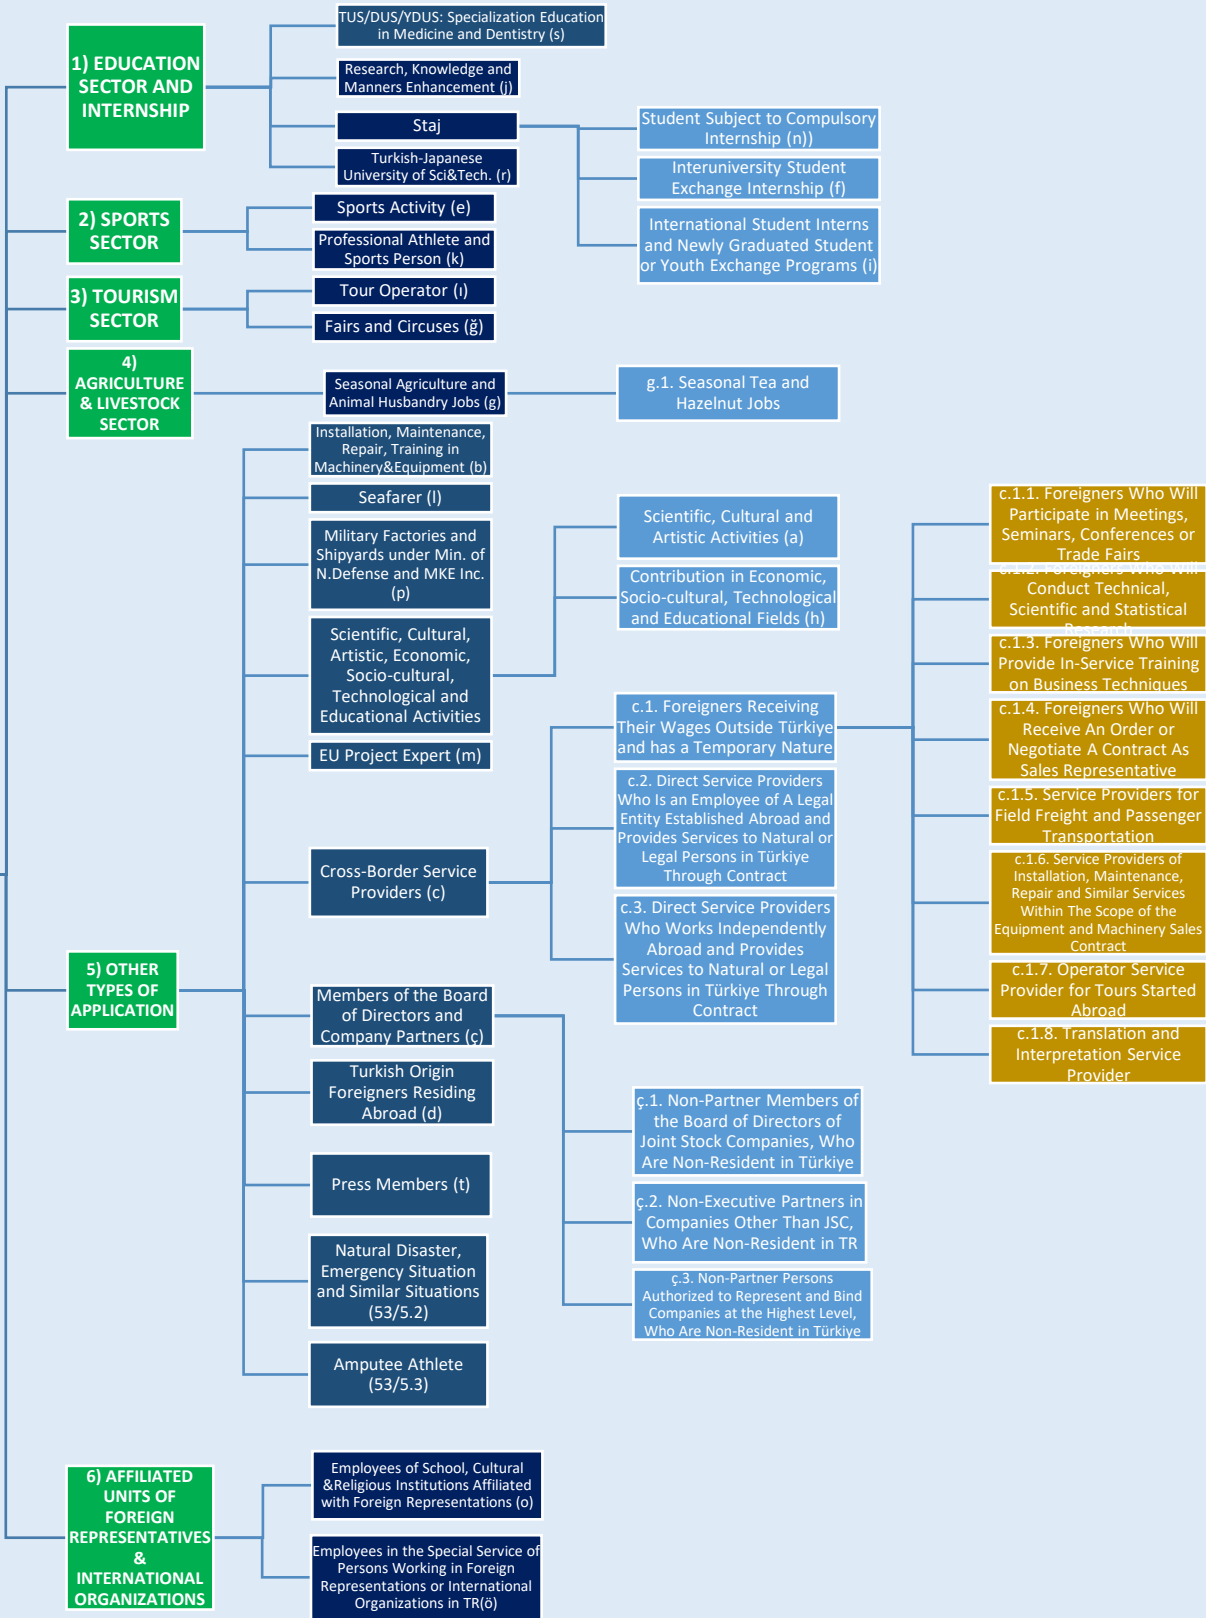 1) EDUCATION
SECTOR AND
INTERNSHIP
TUS/DUS/YDUS: Specialization Education
in Medicine and Dentistry (s)
Research, Knowledge and
Manners Enhancement (j)
Staj
Student Subject to Compulsory
Internship (n))
Interuniversity Student
Exchange Internship (f)
International Student Interns
and Newly Graduated Student
or Youth Exchange Programs (i)
Turkish-Japanese
University of Sci&Tech. (r)
2) SPORTS
SECTOR
Sports Activity (e)
Professional Athlete and
Sports Person (k)
3) TOURISM
SECTOR
Tour Operator (ı)
Fairs and Circuses (ğ)
4)
AGRICULTURE
& LIVESTOCK
SECTOR
Seasonal Agriculture and
Animal Husbandry Jobs (g)
g.1. Seasonal Tea and
Hazelnut Jobs
5) OTHER
TYPES OF
APPLICATION
Installation, Maintenance,
Repair, Training in
Machinery&Equipment (b)
Seafarer (l)
Military Factories and
Shipyards under Min. of
N.Defense and MKE Inc.
(p)
Scientific, Cultural,
Artistic, Economic,
Socio-cultural,
Technological and
Educational Activities
Scientific, Cultural and
Artistic Activities (a)
Contribution in Economic,
Socio-cultural, Technological
and Educational Fields (h)
EU Project Expert (m)
Cross-Border Service
Providers (c)
c.1. Foreigners Receiving
Their Wages Outside Türkiye
and has a Temporary Nature
c.1.1. Foreigners Who Will
Participate in Meetings,
Seminars, Conferences or
Trade Fairs
c.1.2. Foreigners Who Will
Conduct Technical,
Scientific and Statistical
Research
c.1.3. Foreigners Who Will
Provide In-Service Training
on Business Techniques
c.1.4. Foreigners Who Will
Receive An Order or
Negotiate A Contract As
Sales Representative
c.1.5. Service Providers for
Field Freight and Passenger
Transportation
c.1.6. Service Providers of
Installation, Maintenance,
Repair and Similar Services
Within The Scope of the
Equipment and Machinery Sales
Contract
c.1.7. Operator Service
Provider for Tours Started
Abroad
c.1.8. Translation and
Interpretation Service
Provider
c.2. Direct Service Providers
Who Is an Employee of A Legal
Entity Established Abroad and
Provides Services to Natural or
Legal Persons in Türkiye
Through Contract
c.3. Direct Service Providers
Who Works Independently
Abroad and Provides
Services to Natural or Legal
Persons in Türkiye Through
Contract
Members of the Board
of Directors and
Company Partners (ç)
ç.1. Non-Partner Members of
the Board of Directors of
Joint Stock Companies, Who
Are Non-Resident in Türkiye
ç.2. Non-Executive Partners in
Companies Other Than JSC,
Who Are Non-Resident in TR
ç.3. Non-Partner Persons
Authorized to Represent and Bind
Companies at the Highest Level,
Who Are Non-Resident in Türkiye
Turkish Origin
Foreigners Residing
Abroad (d)
Press Members (t)
Natural Disaster,
Emergency Situation
and Similar Situations
(53/5.2)
Amputee Athlete
(53/5.3)
6) AFFILIATED
UNITS OF
FOREIGN
REPRESENTATIVES
&
INTERNATIONAL
ORGANIZATIONS
Employees of School, Cultural
&Religious Institutions Affiliated
with Foreign Representations (o)
Employees in the Special Service of
Persons Working in Foreign
Representations or International
Organizations in TR(ö)